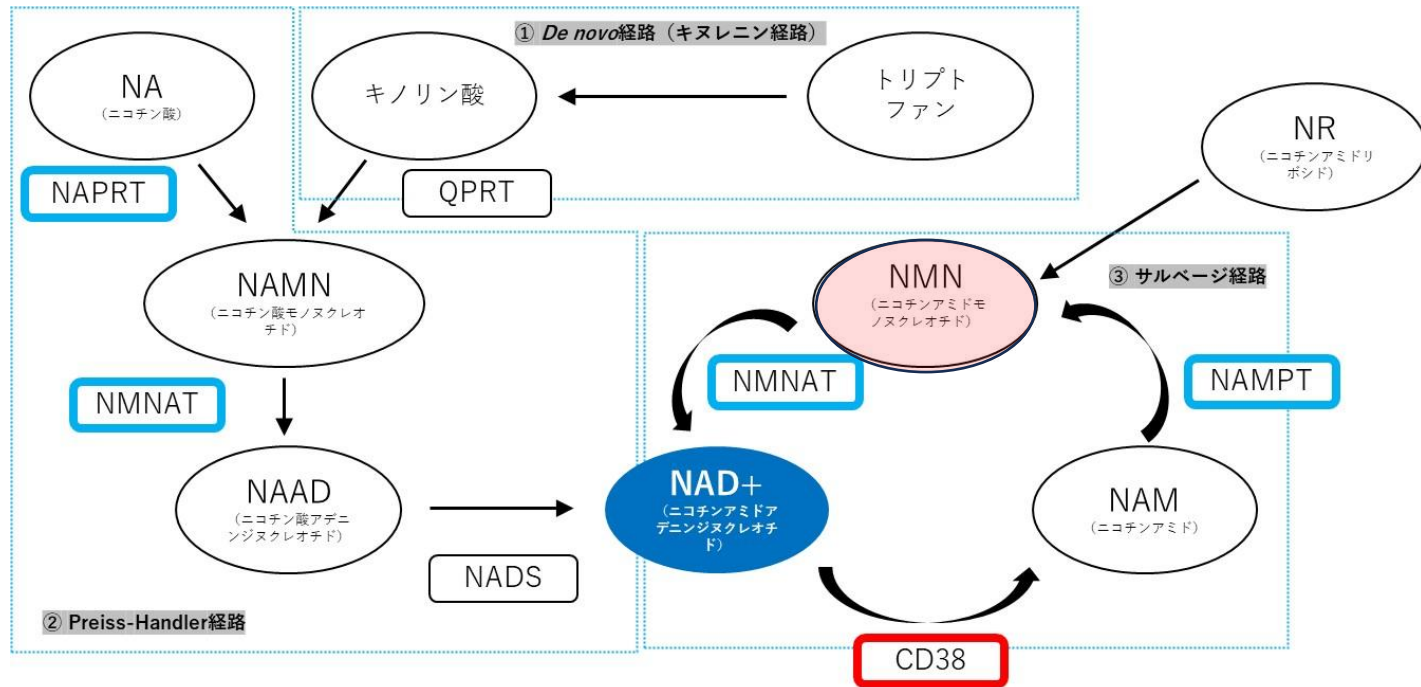 ① De novo経路（キヌレニン経路）
NA
（ニコチン酸）
キノリン酸
トリプト
ファン
NR
（ニコチンアミドリ
ボシド）
NAPRT
QPRT
NAMN
（ニコチン酸モノヌクレオ
チド）
NMN
（ニコチンアミドモ
ノヌクレオチド）
③ サルベージ経路
NMNAT
NMNAT
NAMPT
NAAD
（ニコチン酸アデニ
ンジヌクレオチド）
NAD+
（ニコチンアミドア
デニンジヌクレオチ
ド）
NAM
（ニコチンアミド）
NADS
② Preiss-Handler経路
CD38